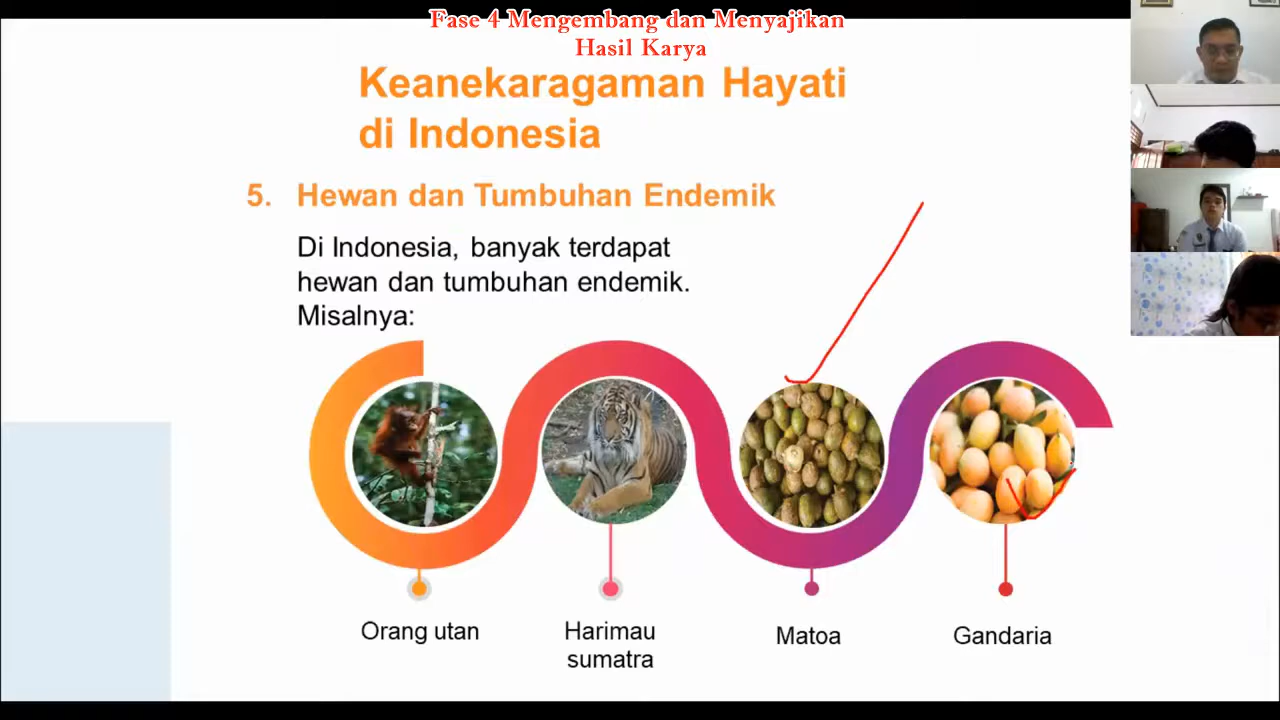 Fase 4 Mengembang dan Menyajikan
Hasil Karya
Keanekaragaman Hayati
di Indonesia
5. Hewan dan Tumbuhan Endemik
Di Indonesia, banyak terdapat
hewan dan tumbuhan endemik.
Misalnya:
Orang utan
Harimau
sumatra
Matoa
Gandaria